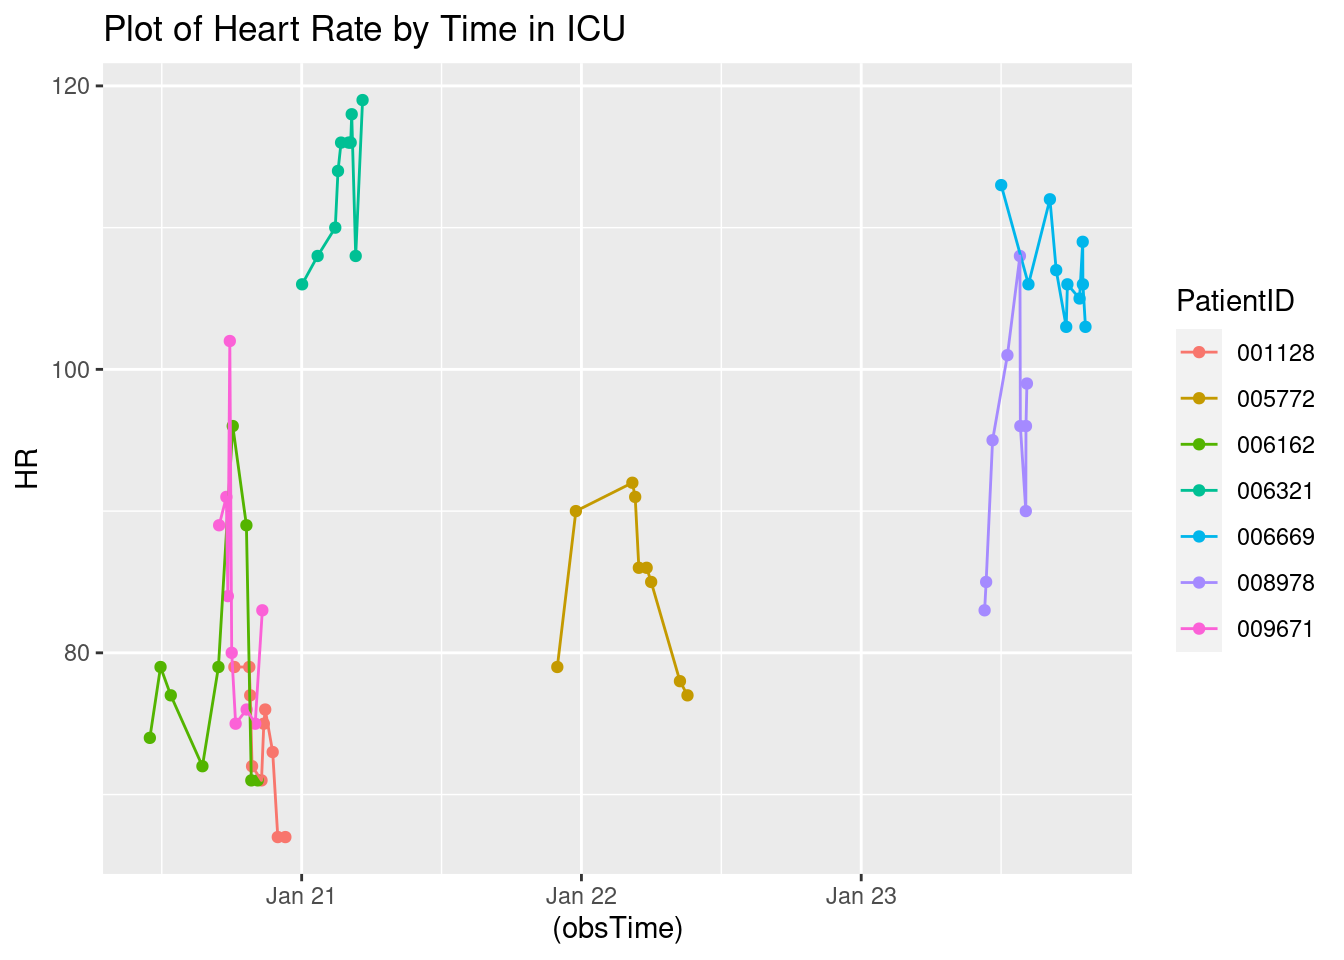 Plot of Heart Rate by Time in ICU
120
100
80
HR
Jan 21
Jan 22
Jan 23
(obsTime)
PatientID
001128
005772
006162
006321
006669
008978
009671